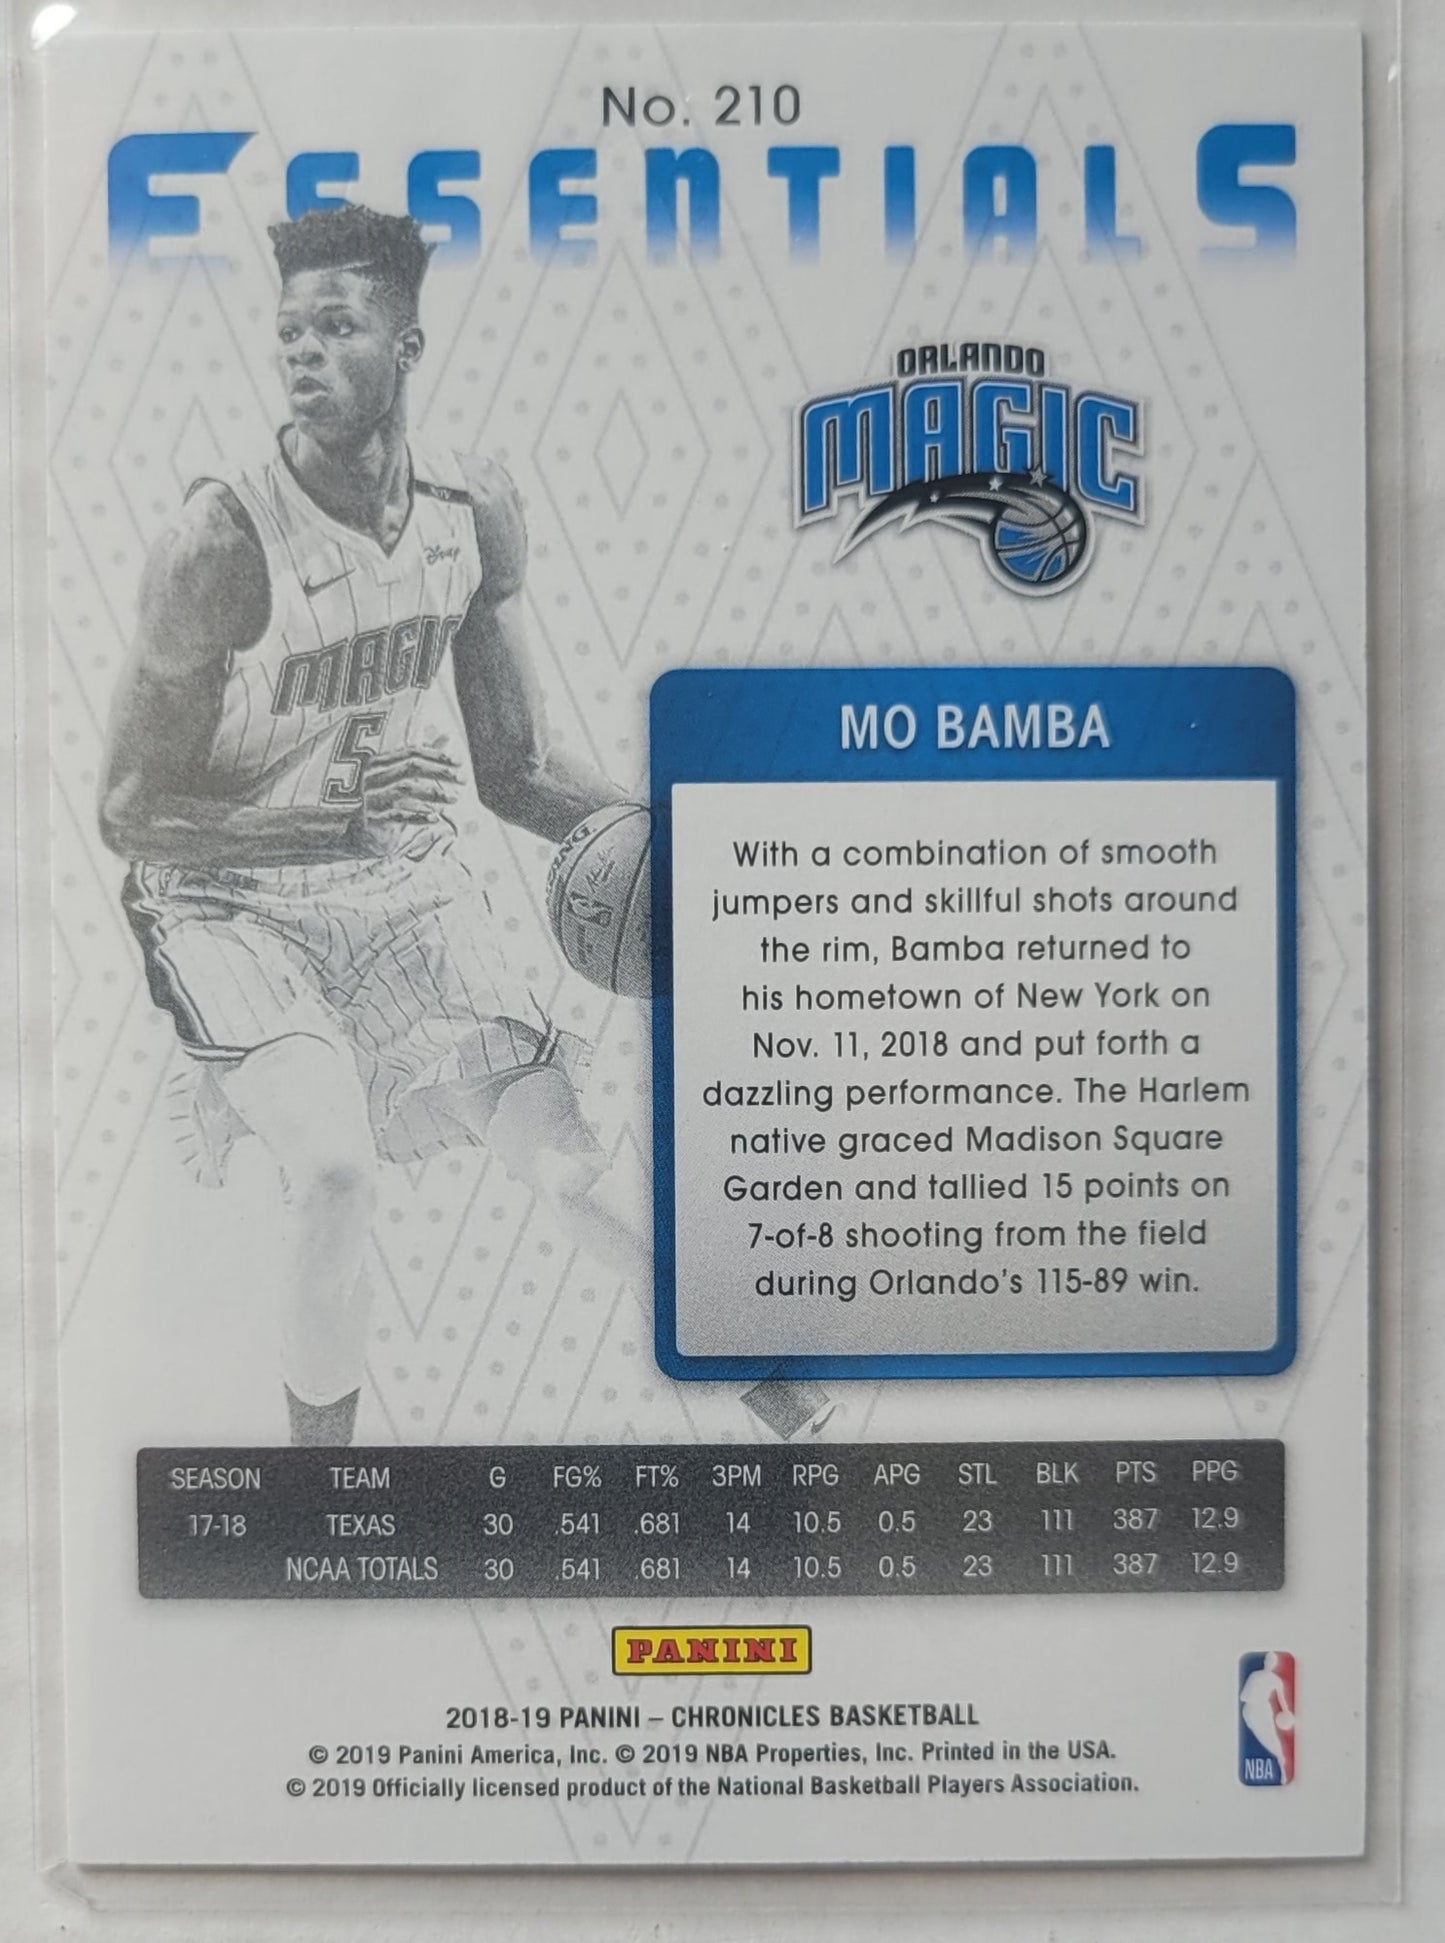 No. 210
ESSENTIALS
ORLANDO
MAGIC
Disney
MAGIC
5
MO BAMBA
With a combination of smooth
jumpers and skillful shots around
the rim, Bamba returned to
his hometown of New York on
Nov. 11, 2018 and put forth a
dazzling performance. The Harlem
native graced Madison Square
Garden and tallied 15 points on
7-of-8 shooting from the field
during Orlando's 115-89 win.
SEASON TEAM G FG% FT% 3PM RPG APG STL BLK PTS PPG
17-18 TEXAS 30 .541 .681 14 10.5 0.5 23 111 387 12.9
NCAA TOTALS 30 .541 .681 14 10.5 0.5 23 111 387 12.9
PANINI
2018-19 PANINI – CHRONICLES BASKETBALL
© 2019 Panini America, Inc. © 2019 NBA Properties, Inc. Printed in the USA.
© 2019 Officially licensed product of the National Basketball Players Association.
NBA